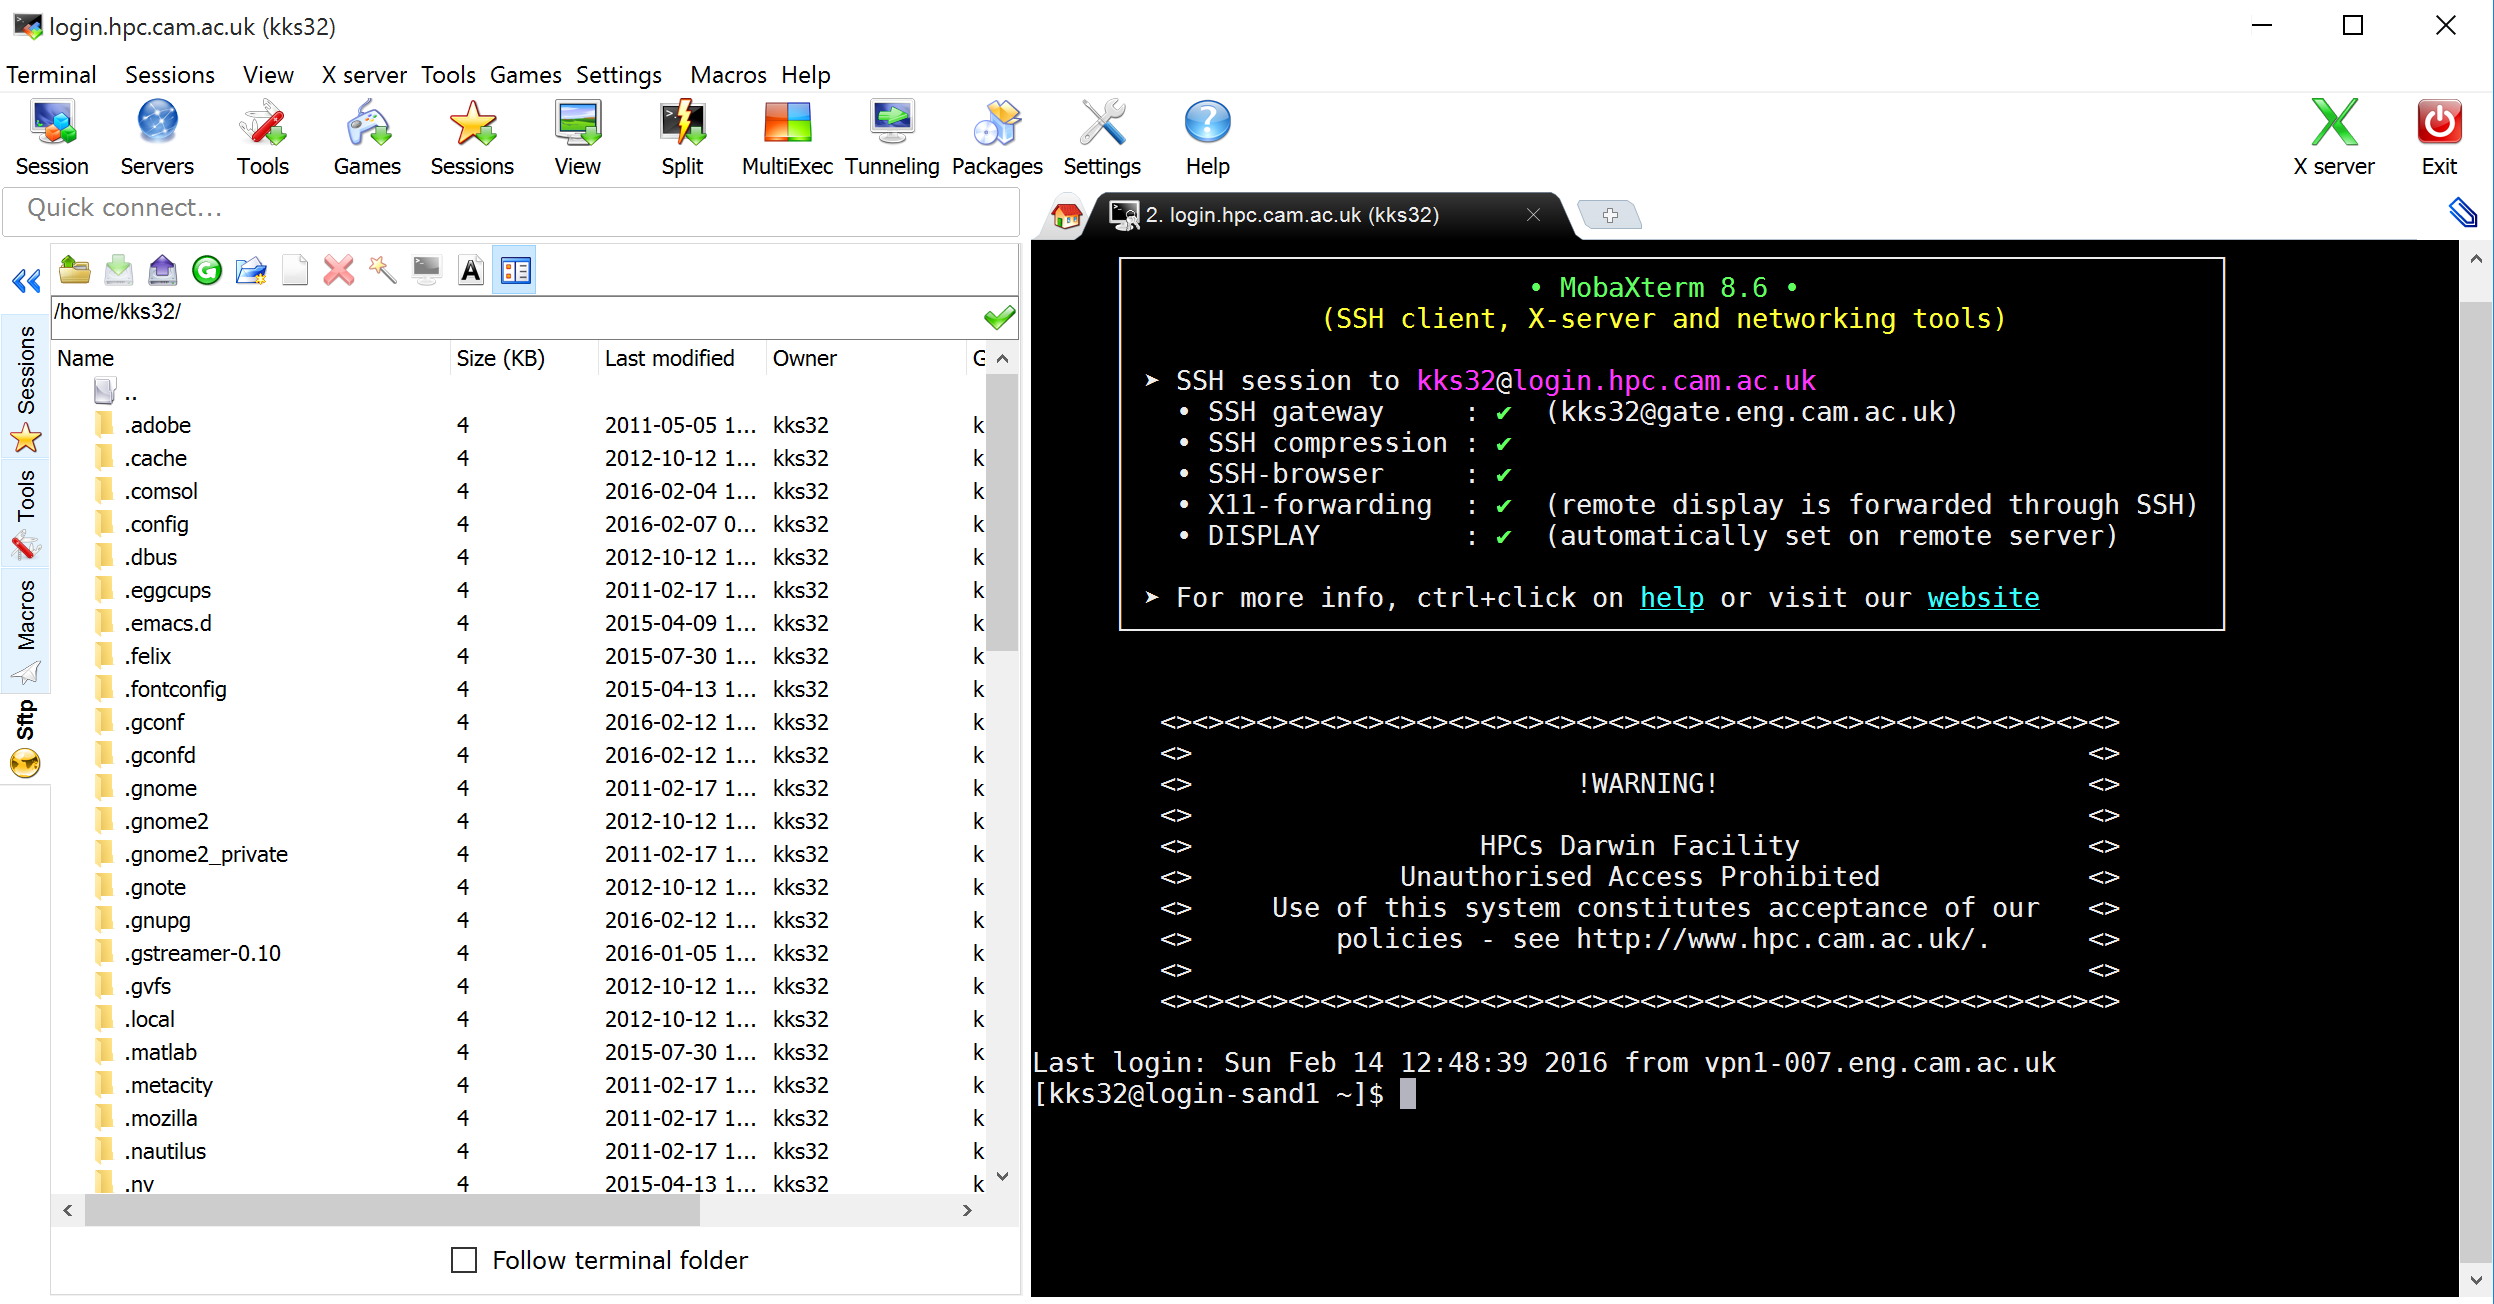 login.hpc.cam.ac.uk (kks32)
Terminal Sessions View X server Tools Games Settings Macros Help
Session Servers Tools Games Sessions View Split MultiExec Tunneling Packages Settings Help X server Exit
Quick connect...
2. login.hpc.cam.ac.uk (kks32)
Sessions
Tools
Macros
Sftp
/home/kks32/
Name Size (KB) Last modified Owner G
..
.adobe 4 2011-05-05 1... kks32 k
.cache 4 2012-10-12 1... kks32 k
.comsol 4 2016-02-04 1... kks32 k
.config 4 2016-02-07 0... kks32 k
.dbus 4 2012-10-12 1... kks32 k
.eggcups 4 2011-02-17 1... kks32 k
.emacs.d 4 2015-04-09 1... kks32 k
.felix 4 2015-07-30 1... kks32 k
.fontconfig 4 2015-04-13 1... kks32 k
.gconf 4 2016-02-12 1... kks32 k
.gconfd 4 2016-02-12 1... kks32 k
.gnome 4 2011-02-17 1... kks32 k
.gnome2 4 2012-10-12 1... kks32 k
.gnome2_private 4 2011-02-17 1... kks32 k
.gnote 4 2012-10-12 1... kks32 k
.gnupg 4 2016-02-12 1... kks32 k
.gstreamer-0.10 4 2016-01-05 1... kks32 k
.gvfs 4 2012-10-12 1... kks32 k
.local 4 2012-10-12 1... kks32 k
.matlab 4 2015-07-30 1... kks32 k
.metacity 4 2011-02-17 1... kks32 k
.mozilla 4 2011-02-17 1... kks32 k
.nautilus 4 2011-02-17 1... kks32 k
.nv 4 2015-04-13 1... kks32 k
Follow terminal folder
• MobaXterm 8.6 •
(SSH client, X-server and networking tools)
➤ SSH session to kks32@login.hpc.cam.ac.uk
• SSH gateway : ✔ (kks32@gate.eng.cam.ac.uk)
• SSH compression : ✔
• SSH-browser : ✔
• X11-forwarding : ✔ (remote display is forwarded through SSH)
• DISPLAY : ✔ (automatically set on remote server)
➤ For more info, ctrl+click on help or visit our website
<><><><><><><><><><><><><><><><><><><><><><><><><><><><><><>
<> <>
<> !WARNING! <>
<> <>
<> HPCs Darwin Facility <>
<> Unauthorised Access Prohibited <>
<> Use of this system constitutes acceptance of our <>
<> policies - see http://www.hpc.cam.ac.uk/. <>
<> <>
<><><><><><><><><><><><><><><><><><><><><><><><><><><><><><>
Last login: Sun Feb 14 12:48:39 2016 from vpn1-007.eng.cam.ac.uk
[kks32@login-sand1 ~]$